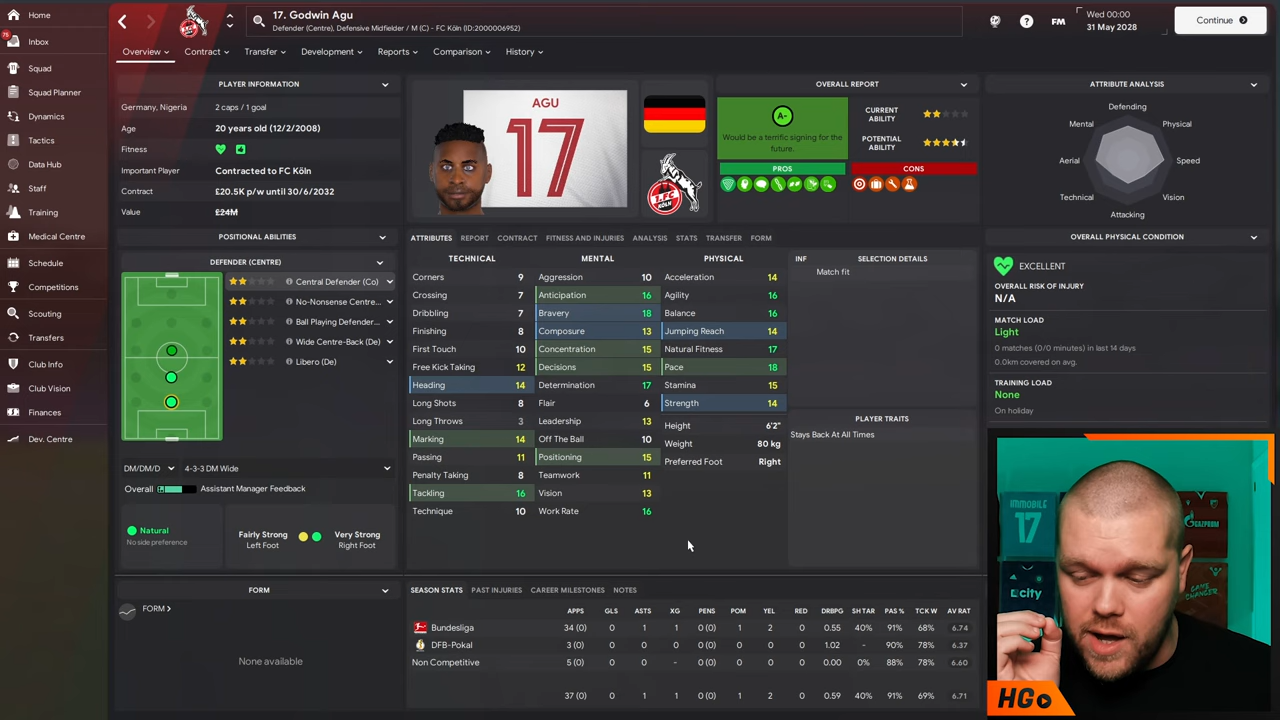 Home
75
Inbox
Squad
Squad Planner
Dynamics
Tactics
Data Hub
Staff
Training
Medical Centre
Schedule
Competitions
Scouting
Transfers
Club Info
Club Vision
Finances
Dev. Centre
17. Godwin Agu
Defender (Centre), Defensive Midfielder / M (C) - FC Köln (ID:2000006952)
FM
Wed 00:00
31 May 2028
Continue
Overview
Contract
Transfer
Development
Reports
Comparison
History
PLAYER INFORMATION
Germany, Nigeria 2 caps / 1 goal
Age 20 years old (12/2/2008)
Fitness
Important Player Contracted to FC Köln
Contract £20.5K p/w until 30/6/2032
Value £24M
POSITIONAL ABILITIES
DEFENDER (CENTRE)
Central Defender (Co)
No-Nonsense Centre...
Ball Playing Defender...
Wide Centre-Back (De)
Libero (De)
DM/DM/D 4-3-3 DM Wide
Overall Assistant Manager Feedback
Natural
No side preference
Fairly Strong
Left Foot
Very Strong
Right Foot
FORM
FORM >
None available
AGU
17
OVERALL REPORT
A-
Would be a terrific signing for the
future.
CURRENT
ABILITY
POTENTIAL
ABILITY
PROS
CONS
ATTRIBUTES REPORT CONTRACT FITNESS AND INJURIES ANALYSIS STATS TRANSFER FORM
TECHNICAL
Corners 9
Crossing 7
Dribbling 7
Finishing 8
First Touch 10
Free Kick Taking 12
Heading 14
Long Shots 8
Long Throws 3
Marking 14
Passing 11
Penalty Taking 8
Tackling 16
Technique 10
MENTAL
Aggression 10
Anticipation 16
Bravery 18
Composure 13
Concentration 15
Decisions 15
Determination 17
Flair 6
Leadership 13
Off The Ball 10
Positioning 15
Teamwork 11
Vision 13
Work Rate 16
PHYSICAL
Acceleration 14
Agility 16
Balance 16
Jumping Reach 14
Natural Fitness 17
Pace 18
Stamina 15
Strength 14
Height 6'2"
Weight 80 kg
Preferred Foot Right
INF SELECTION DETAILS
Match fit
PLAYER TRAITS
Stays Back At All Times
SEASON STATS PAST INJURIES CAREER MILESTONES NOTES
APPS GLS ASTS XG PENS POM YEL RED DRBPG SH TAR PAS % TCK W AV RAT
Bundesliga 34 (0) 0 1 1 0 (0) 1 2 0 0.55 40% 91% 68% 6.74
DFB-Pokal 3 (0) 0 0 0 0 (0) 0 0 0 1.02 - 90% 78% 6.37
Non Competitive 5 (0) 0 0 - 0 (0) 0 0 0 0.00 0% 88% 78% 6.60
37 (0) 0 1 1 0 (0) 1 2 0 0.59 40% 91% 69% 6.71
ATTRIBUTE ANALYSIS
Defending
Mental
Physical
Aerial
Speed
Technical
Vision
Attacking
OVERALL PHYSICAL CONDITION
EXCELLENT
OVERALL RISK OF INJURY
N/A
MATCH LOAD
Light
0 matches (0/0 minutes) in last 14 days
0.0km covered on avg.
TRAINING LOAD
None
On holiday
IMMOBILE
17
GAZPROM
city
GAME
CHANGER
HG